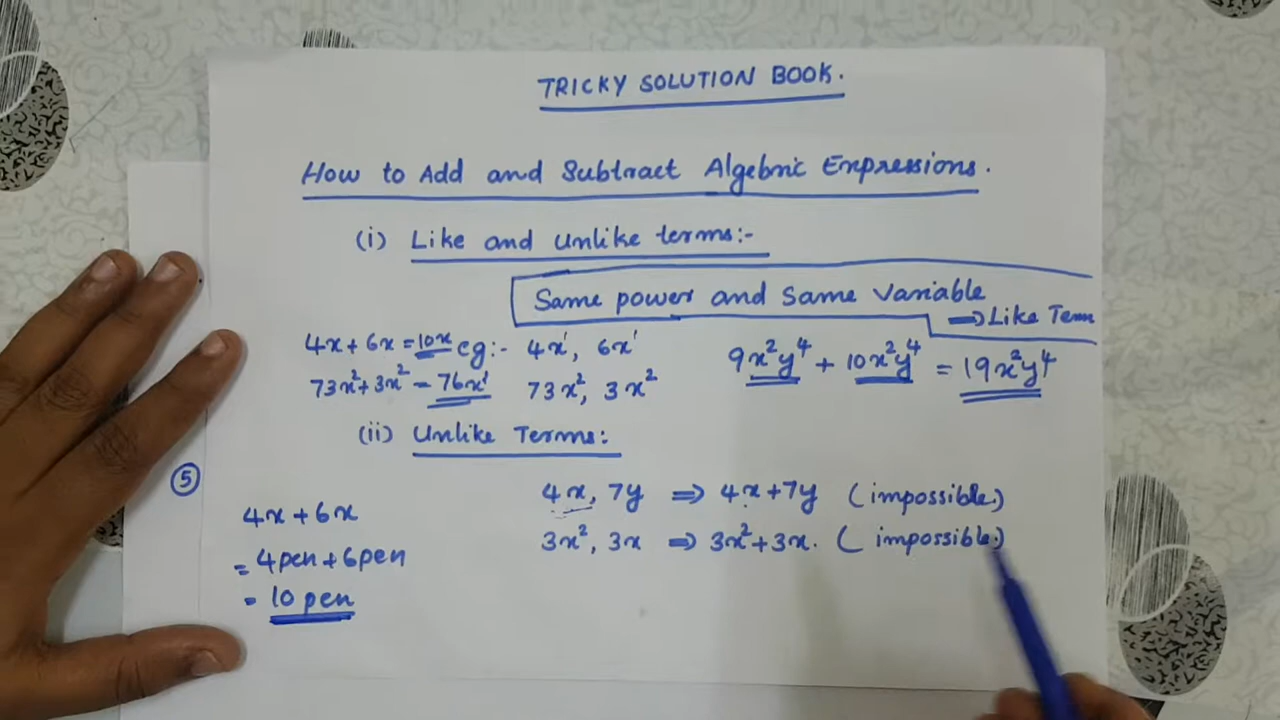 TRICKY SOLUTION BOOK.
How to Add and Subtract Algebric Expressions.
(i) Like and Unlike terms:-
Same power and same variable
⇒ Like Term
4x + 6x = 10x eg:- 4x¹, 6x¹
9x²y⁴ + 10x²y⁴ = 19x²y⁴
73x² + 3x² = 76x¹ 73x², 3x²
(ii) Unlike Terms:
5
4x, 7y ⇒ 4x + 7y (impossible.)
4x + 6x
3x², 3x ⇒ 3x² + 3x. (impossible.)
= 4pen + 6pen
= 10 pen